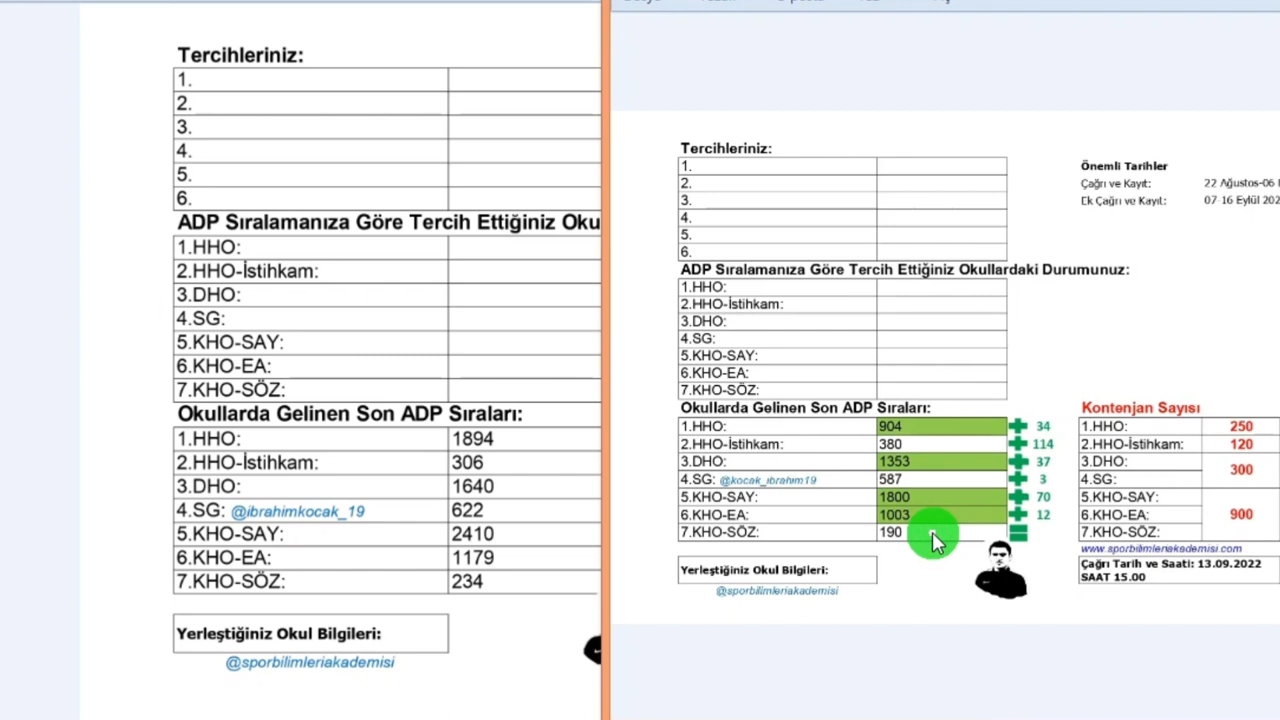 Tercihleriniz:
1.
2.
3.
4.
5.
6.
ADP Sıralamanıza Göre Tercih Ettiğiniz Oku
1.HHO:
2.HHO-İstihkam:
3.DHO:
4.SG:
5.KHO-SAY:
6.KHO-EA:
7.KHO-SÖZ:
Okullarda Gelinen Son ADP Sıraları:
1.HHO: 1894
2.HHO-İstihkam: 306
3.DHO: 1640
4.SG: @ibrahimkocak_19 622
5.KHO-SAY: 2410
6.KHO-EA: 1179
7.KHO-SÖZ: 234
Yerleştiğiniz Okul Bilgileri:
@sporbilimleriakademisi
Tercihleriniz:
1.
2.
3.
4.
5.
6.
Önemli Tarihler
Çağrı ve Kayıt: 22 Ağustos-06
Ek Çağrı ve Kayıt: 07-16 Eylül 202
ADP Sıralamanıza Göre Tercih Ettiğiniz Okullardaki Durumunuz:
1.HHO:
2.HHO-İstihkam:
3.DHO:
4.SG:
5.KHO-SAY:
6.KHO-EA:
7.KHO-SÖZ:
Okullarda Gelinen Son ADP Sıraları:
1.HHO: 904 + 34
2.HHO-İstihkam: 380 + 114
3.DHO: 1353 + 37
4.SG: @kocak_ibrahim19 587 + 3
5.KHO-SAY: 1800 + 70
6.KHO-EA: 1003 + 12
7.KHO-SÖZ: 190 =
Yerleştiğiniz Okul Bilgileri:
@sporbilimleriakademisi
Kontenjan Sayısı
1.HHO: 250
2.HHO-İstihkam: 120
3.DHO: 300
4.SG:
5.KHO-SAY:
6.KHO-EA: 900
7.KHO-SÖZ:
www.sporbilimleriakademisi.com
Çağrı Tarih ve Saati: 13.09.2022
SAAT 15.00